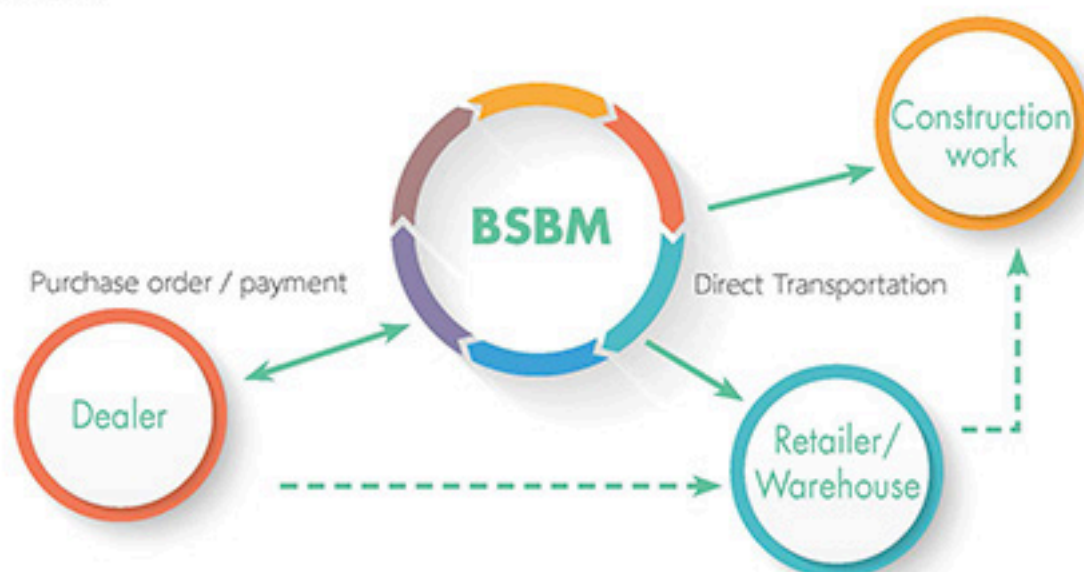 Construction
work
BSBM
Purchase order / payment
Direct Transportation
Dealer
Retailer/
Warehouse